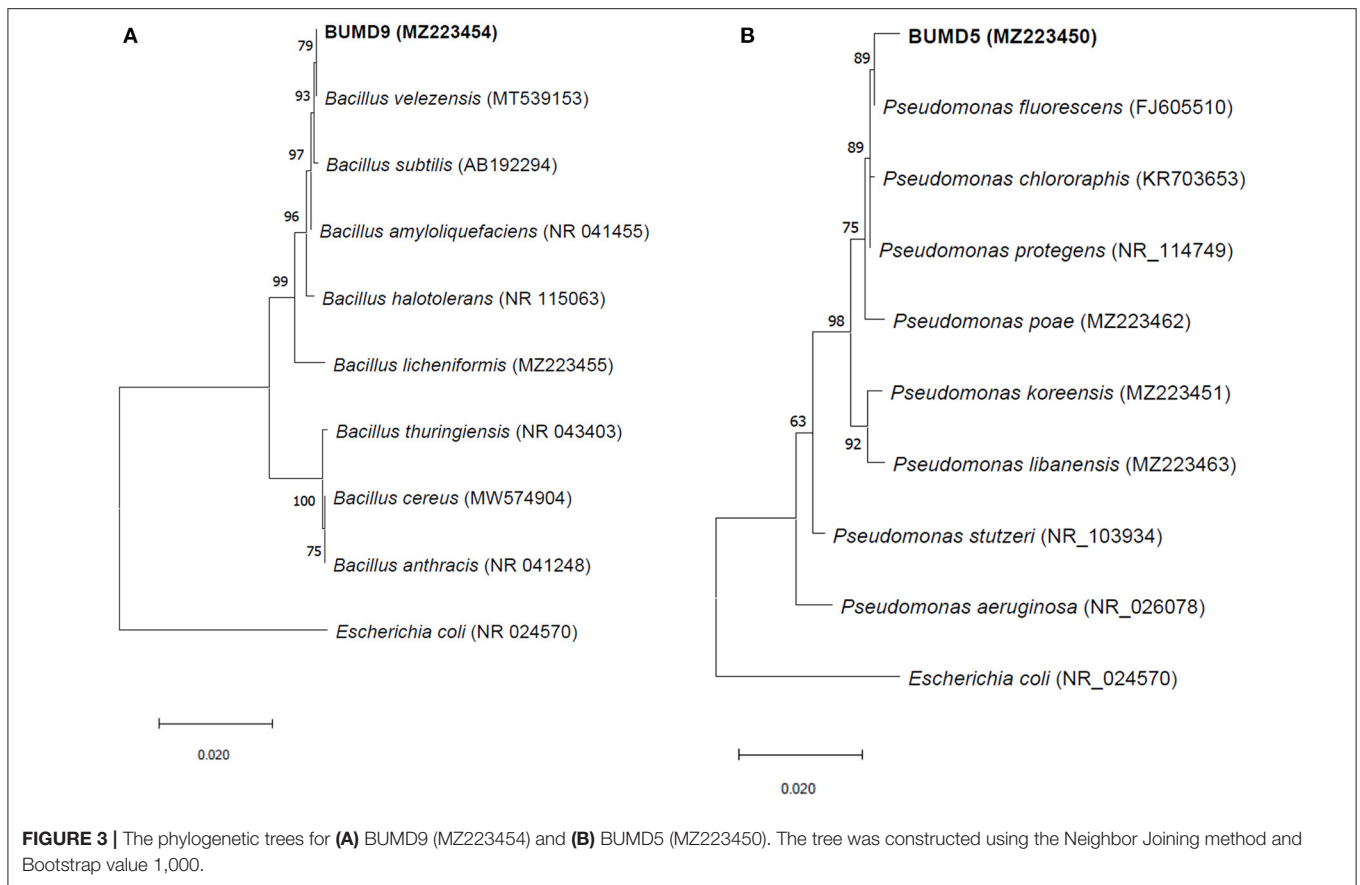 A
BUMD9 (MZ223454)
79
Bacillus velezensis (MT539153)
93
Bacillus subtilis (AB192294)
97
Bacillus amyloliquefaciens (NR 041455)
96
Bacillus halotolerans (NR 115063)
99
Bacillus licheniformis (MZ223455)
Bacillus thuringiensis (NR 043403)
Bacillus cereus (MW574904)
100
Bacillus anthracis (NR 041248)
75
Escherichia coli (NR 024570)
0.020
B
BUMD5 (MZ223450)
89
Pseudomonas fluorescens (FJ605510)
89
Pseudomonas chlororaphis (KR703653)
75
Pseudomonas protegens (NR_114749)
Pseudomonas poae (MZ223462)
98
Pseudomonas koreensis (MZ223451)
63
92
Pseudomonas libanensis (MZ223463)
Pseudomonas stutzeri (NR_103934)
Pseudomonas aeruginosa (NR_026078)
Escherichia coli (NR_024570)
0.020
FIGURE 3 | The phylogenetic trees for (A) BUMD9 (MZ223454) and (B) BUMD5 (MZ223450). The tree was constructed using the Neighbor Joining method and
Bootstrap value 1,000.